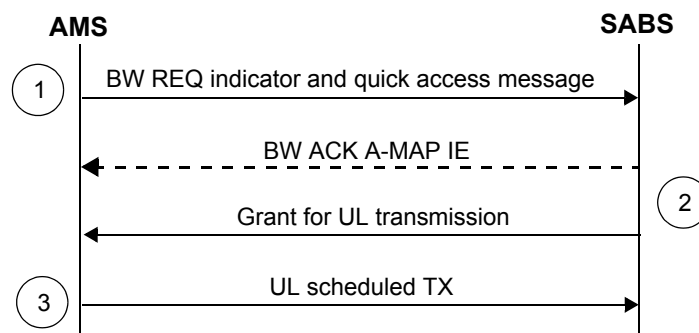 AMS SABS
1 BW REQ indicator and quick access message
BW ACK A-MAP IE
2
Grant for UL transmission
3 UL scheduled TX